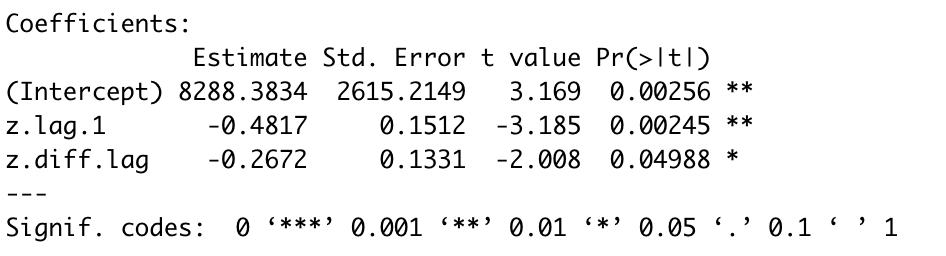 Coefficients:
             Estimate Std. Error t value Pr(>|t|)
(Intercept) 8288.3834  2615.2149   3.169  0.00256 **
z.lag.1       -0.4817     0.1512  -3.185  0.00245 **
z.diff.lag    -0.2672     0.1331  -2.008  0.04988 *
---
Signif. codes:  0 ‘***’ 0.001 ‘**’ 0.01 ‘*’ 0.05 ‘.’ 0.1 ‘ ’ 1